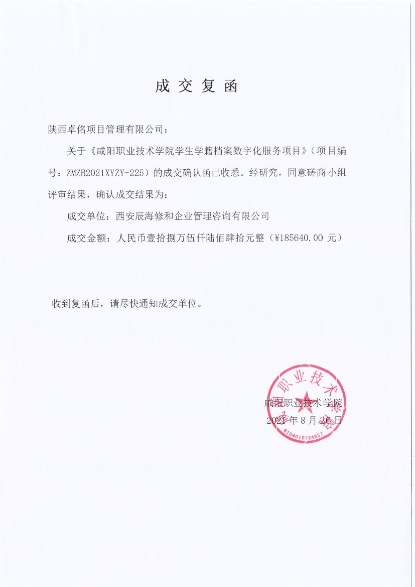 成交复函
陕西卓佲项目管理有限公司：
关于《咸阳职业技术学院学生学籍档案数字化服务项目》（项目编
号：ZMZB2021XYZY-225）的成交确认函已收悉。经研究，同意磋商小组
评审结果，确认成交结果为：
成交单位：西安辰海修和企业管理咨询有限公司
成交金额：人民币壹拾捌万伍仟陆佰肆拾元整（¥185640.00 元）
收到复函后，请尽快通知成交单位。
咸阳职业技术学院
2021 年 8 月 26 日